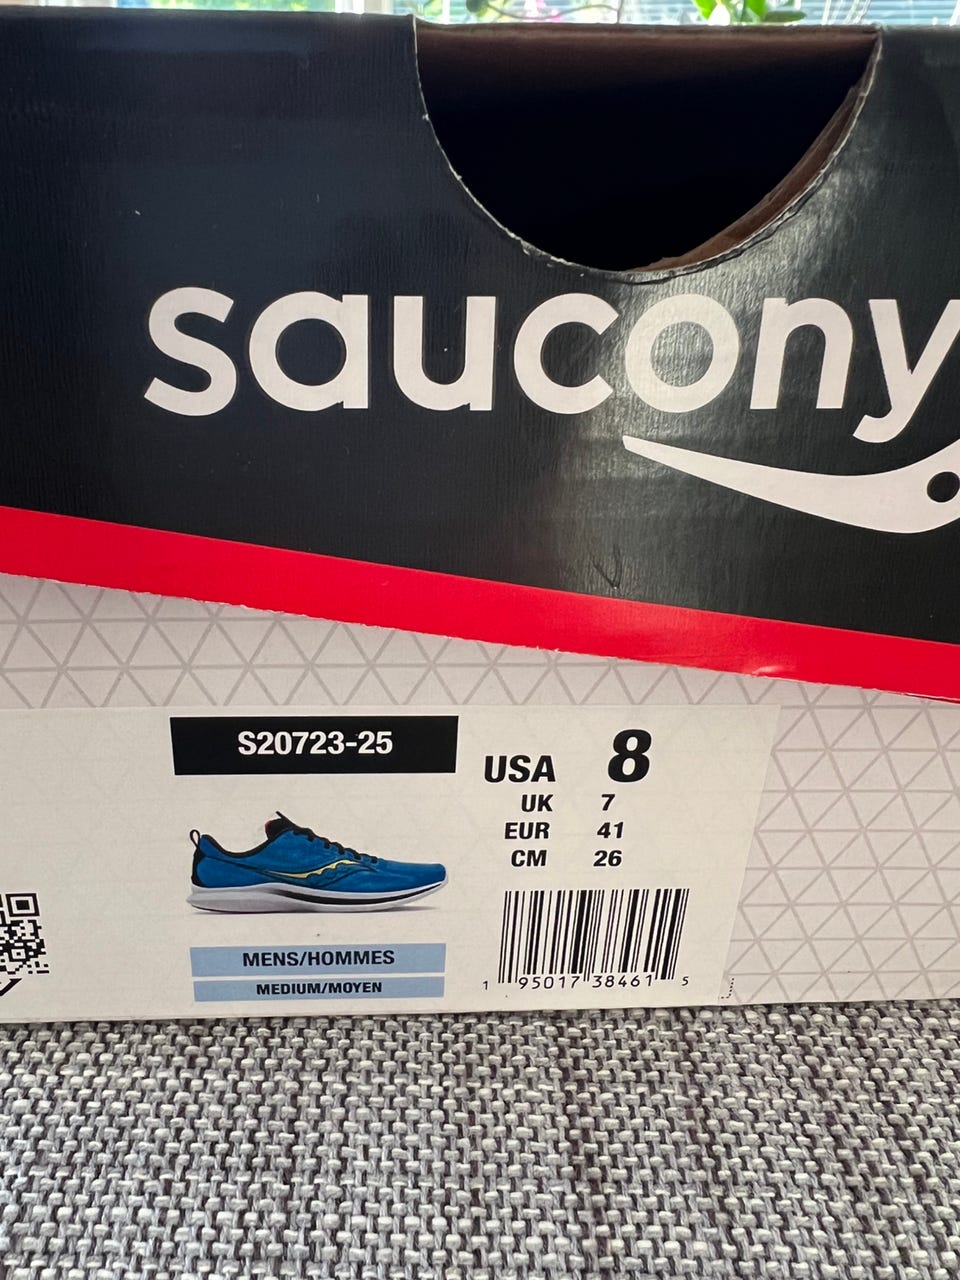 saucony
S20723-25
USA 8
UK 7
EUR 41
CM 26
MENS/HOMMES
MEDIUM/MOYEN
1 95017 38461 5